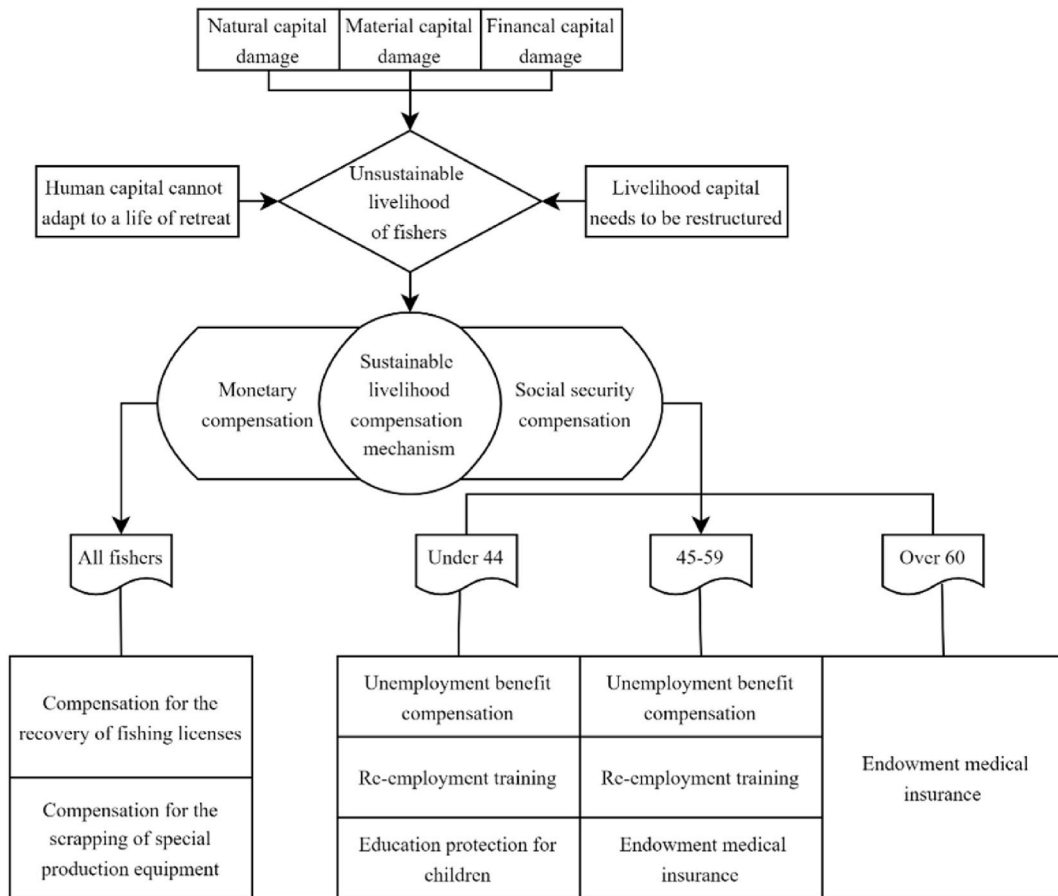 Natural capital
damage
Material capital
damage
Financal capital
damage
Human capital cannot
adapt to a life of retreat
Unsustainable
livelihood
of fishers
Livelihood capital
needs to be restructured
Monetary
compensation
Sustainable
livelihood
compensation
mechanism
Social security
compensation
All fishers
Under 44
45-59
Over 60
Compensation for the
recovery of fishing licenses
Compensation for the
scrapping of special
production equipment
Unemployment benefit
compensation
Re-employment training
Education protection for
children
Unemployment benefit
compensation
Re-employment training
Endowment medical
insurance
Endowment medical
insurance